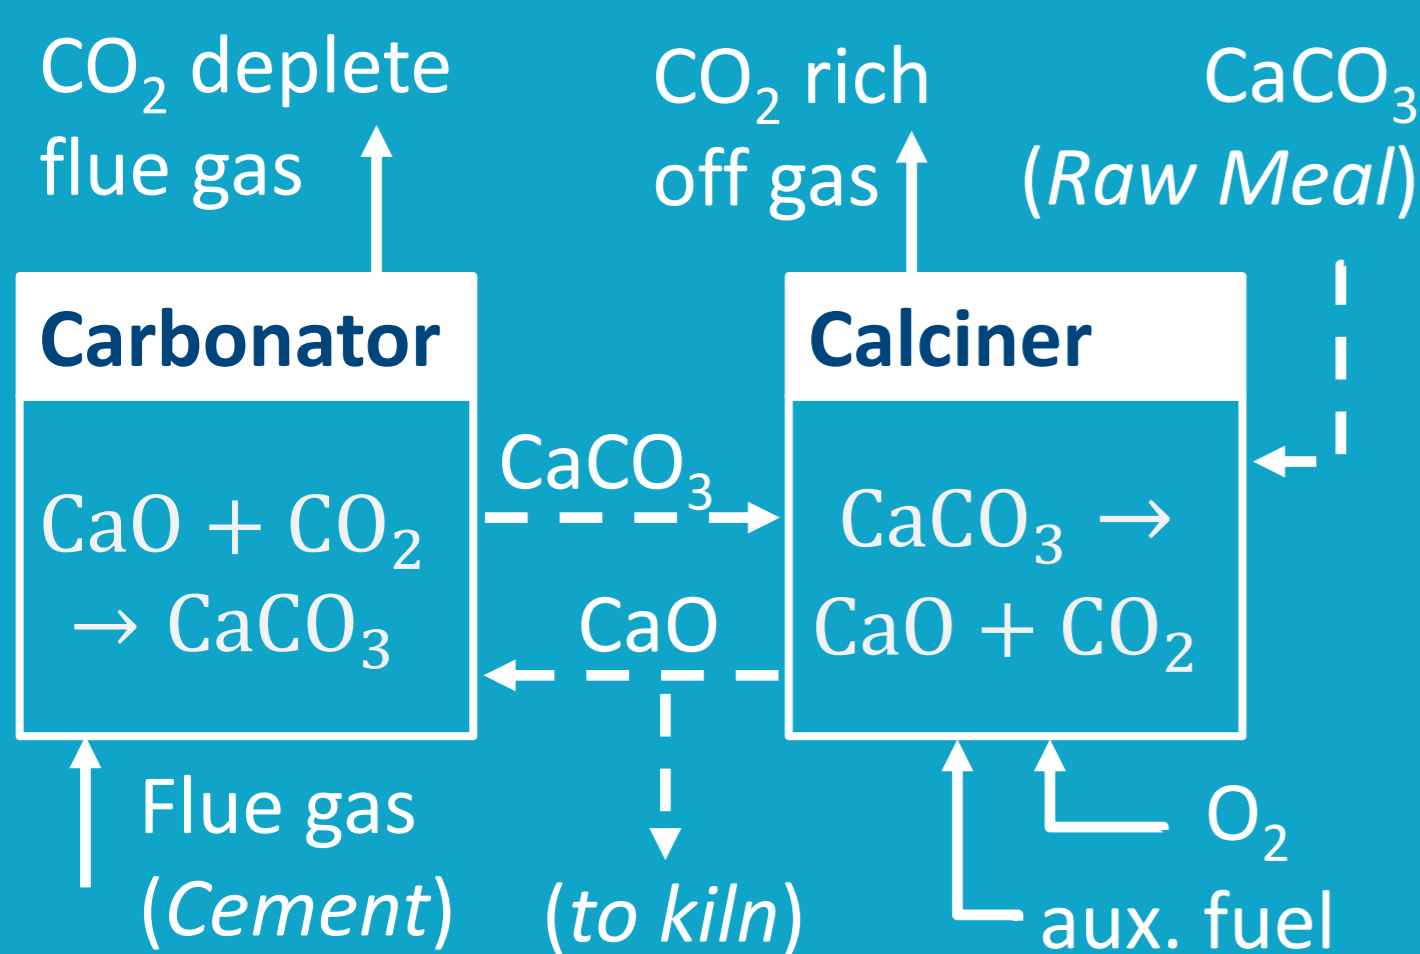 CO₂ deplete
flue gas
CO₂ rich
off gas
CaCO₃
(Raw Meal)
Carbonator
CaO + CO₂
→ CaCO₃
CaCO₃
CaO
Calciner
CaCO₃ →
CaO + CO₂
Flue gas
(Cement)
(to kiln)
O₂
aux. fuel